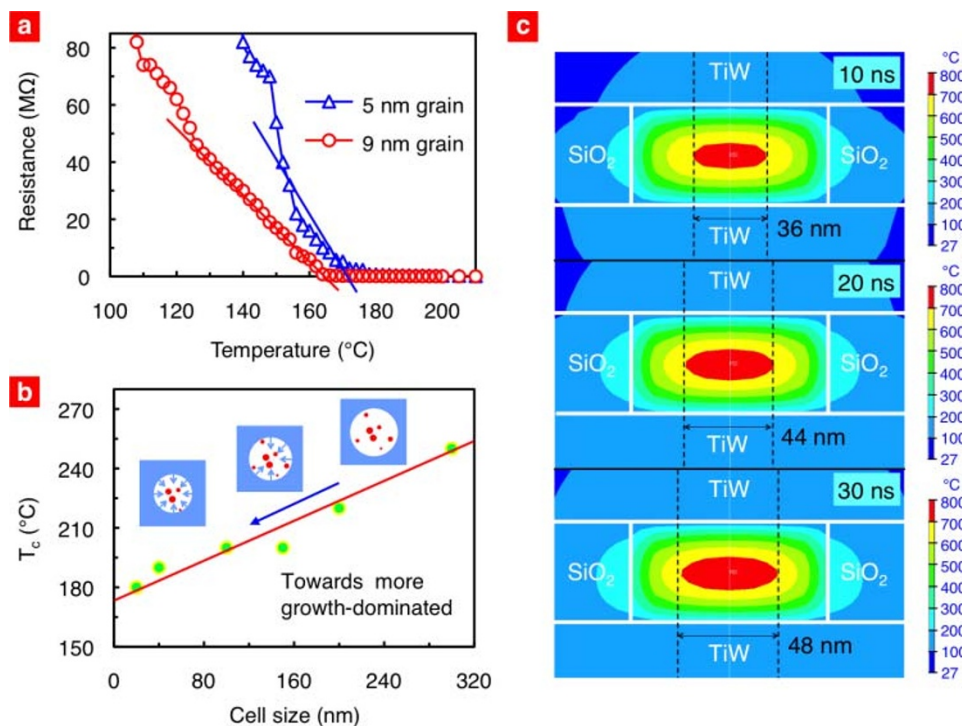 a
80
60
40
20
0
Resistance (MΩ)
5 nm grain
9 nm grain
100 120 140 160 180 200
Temperature (°C)
b
270
240
210
180
150
T_c (°C)
Towards more
growth-dominated
0 80 160 240 320
Cell size (nm)
c
TiW
10 ns
SiO₂ SiO₂
36 nm
TiW
°C
800
700
600
500
400
300
200
100
27
TiW
20 ns
SiO₂ SiO₂
44 nm
TiW
°C
800
700
600
500
400
300
200
100
27
TiW
30 ns
SiO₂ SiO₂
48 nm
TiW
°C
800
700
600
500
400
300
200
100
27